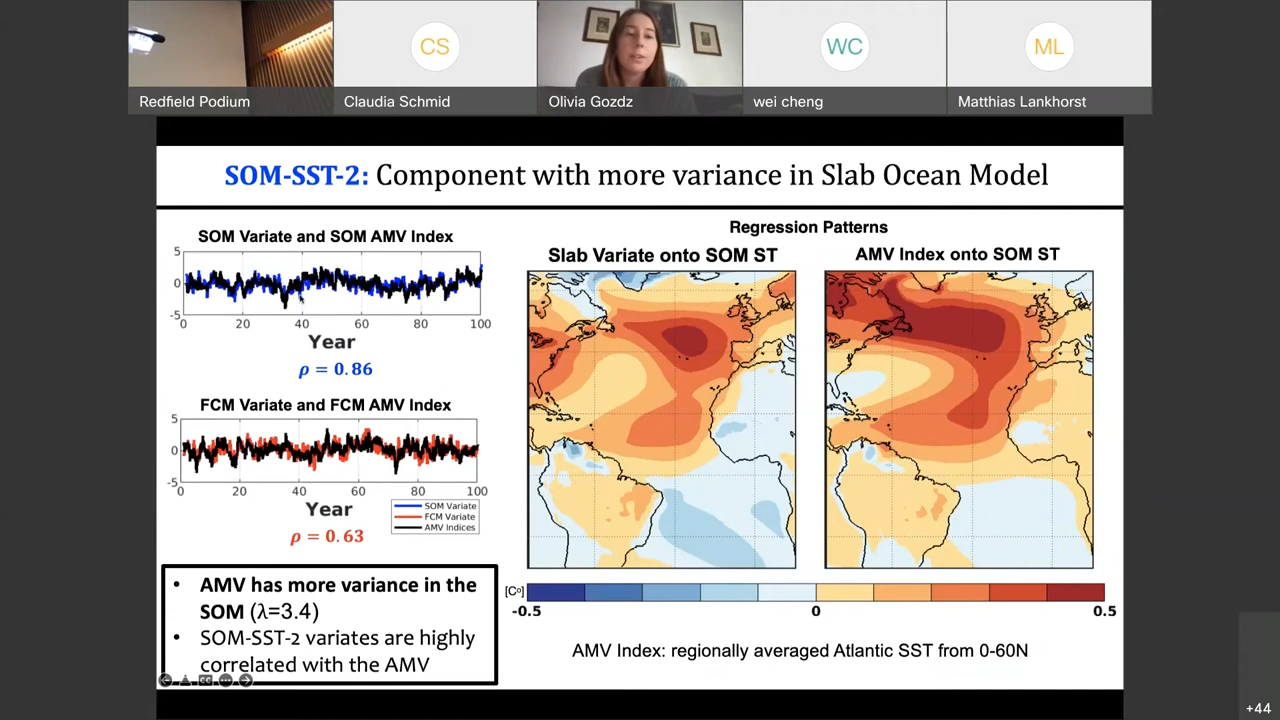 CS
WC
ML
Redfield Podium
Claudia Schmid
Olivia Gozdz
wei cheng
Matthias Lankhorst
SOM-SST-2: Component with more variance in Slab Ocean Model
SOM Variate and SOM AMV Index
5
0
-5
0 20 40 60 80 100
Year
ρ = 0.86
FCM Variate and FCM AMV Index
5
0
-5
0 20 40 60 80 100
Year
SOM Variate
FCM Variate
AMV Indices
ρ = 0.63
• AMV has more variance in the
SOM (λ=3.4)
• SOM-SST-2 variates are highly
correlated with the AMV
Regression Patterns
Slab Variate onto SOM ST
AMV Index onto SOM ST
[Cº]
-0.5 0 0.5
AMV Index: regionally averaged Atlantic SST from 0-60N
+44